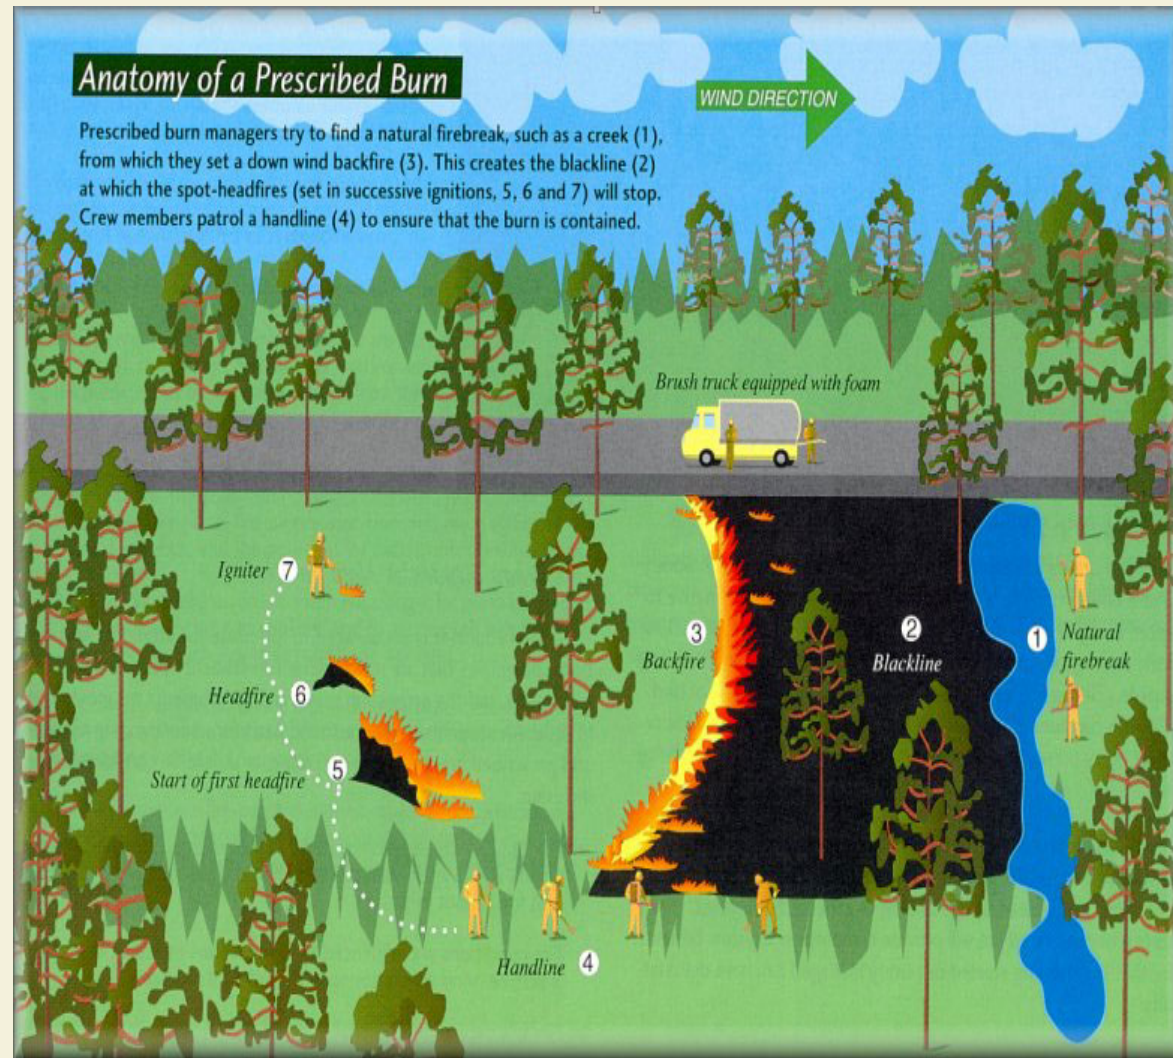 Anatomy of a Prescribed Burn
WIND DIRECTION
Prescribed burn managers try to find a natural firebreak, such as a creek (1),
from which they set a down wind backfire (3). This creates the blackline (2)
at which the spot-headfires (set in successive ignitions, 5, 6 and 7) will stop.
Crew members patrol a handline (4) to ensure that the burn is contained.
Brush truck equipped with foam
Igniter 7
3
Backfire
2
Blackline
1 Natural
firebreak
Headfire 6
Start of first headfire 5
Handline 4